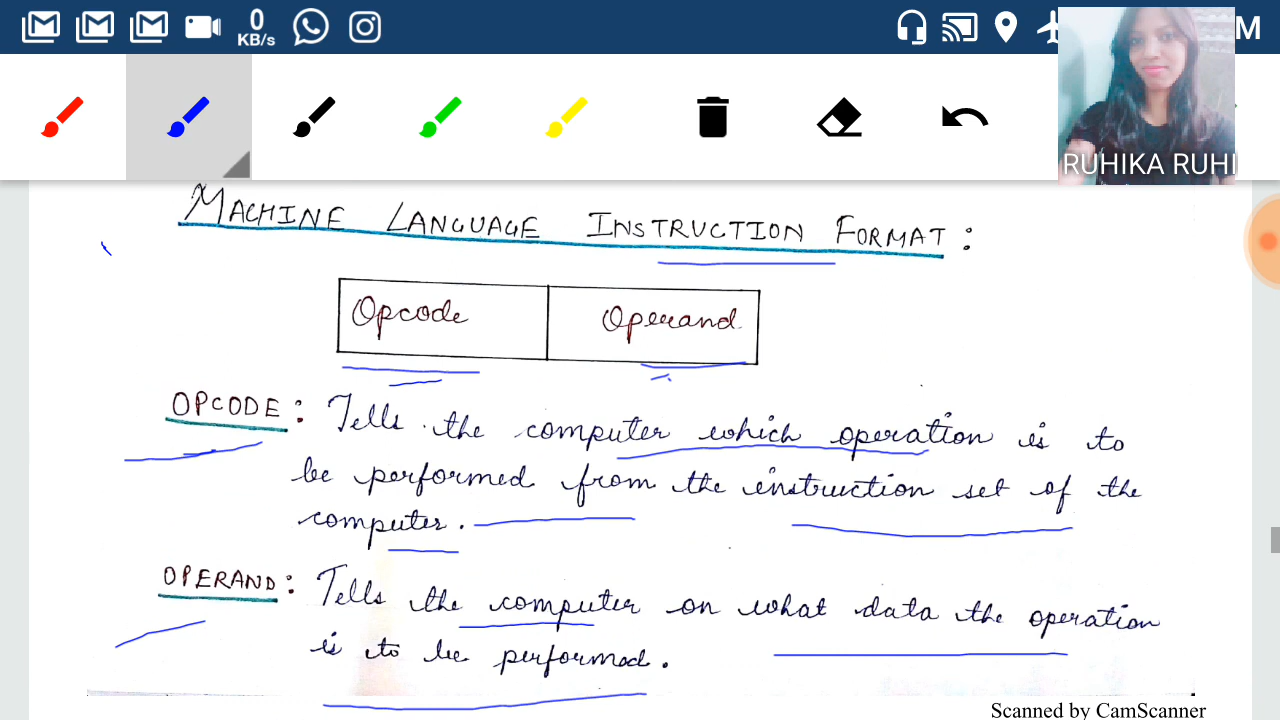 0
KB/s
M
RUHIKA RUHI
MACHINE LANGUAGE INSTRUCTION FORMAT:
Opcode Operand
OPCODE: Tells the computer which operation is to
be performed from the instruction set of the
computer.
OPERAND: Tells the computer on what data the operation
is to be performed.
Scanned by CamScanner